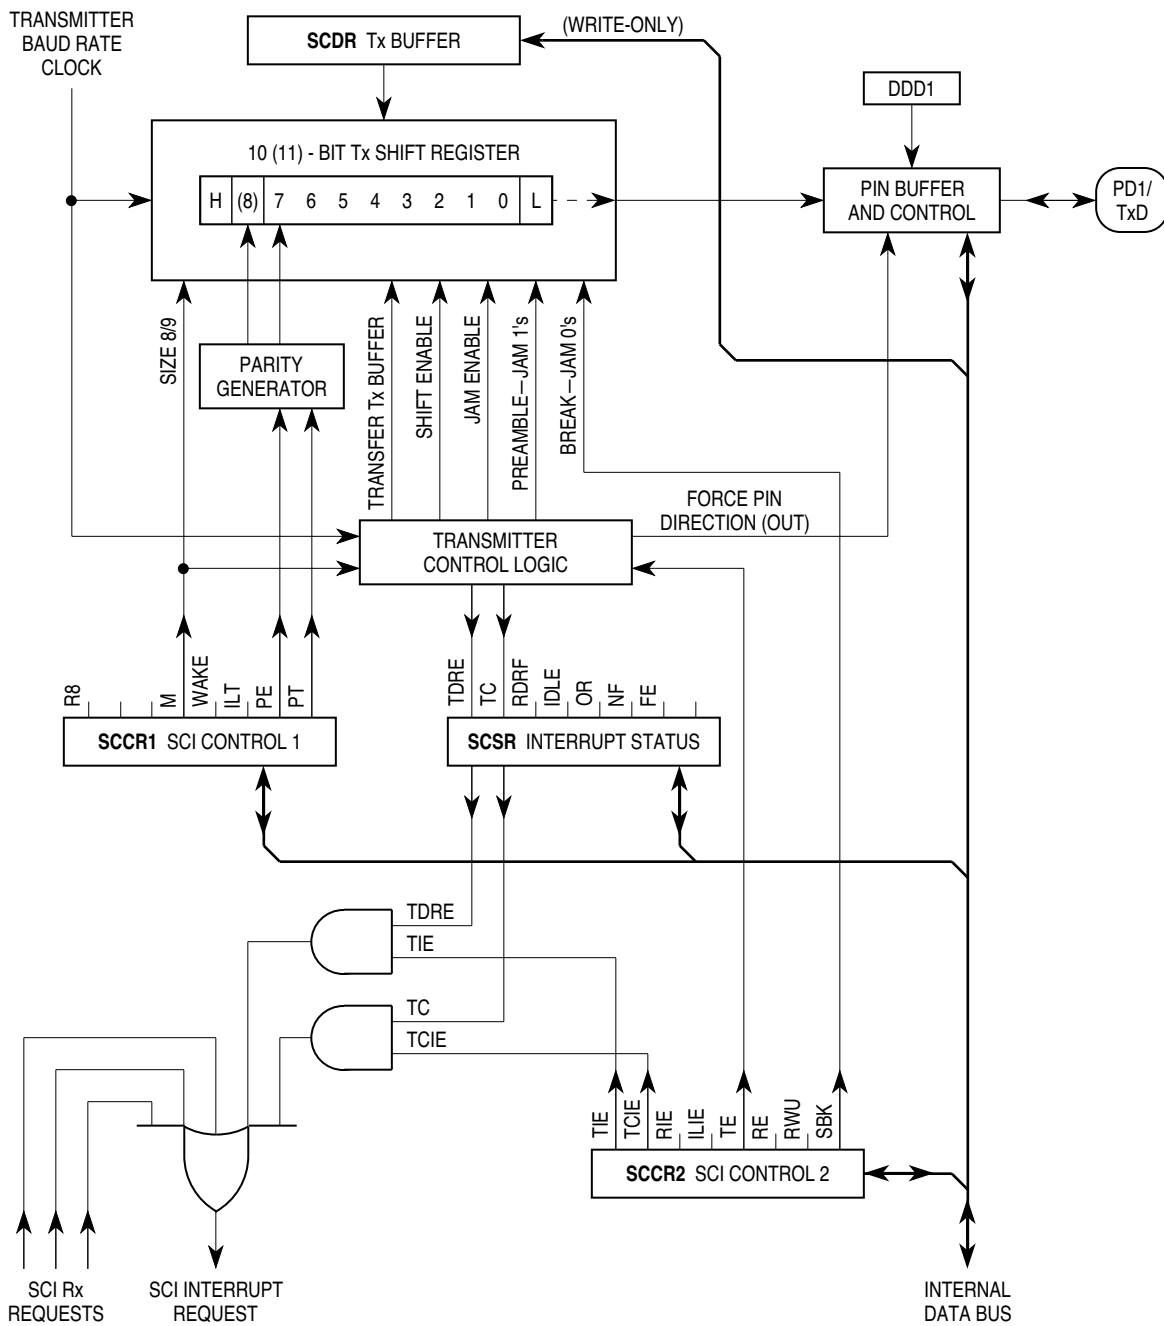 TRANSMITTER
BAUD RATE
CLOCK
SCDR Tx BUFFER
(WRITE-ONLY)
DDD1
10 (11) - BIT Tx SHIFT REGISTER
H (8) 7 6 5 4 3 2 1 0 L
PIN BUFFER
AND CONTROL
PD1/
TxD
SIZE 8/9
PARITY
GENERATOR
TRANSFER Tx BUFFER
SHIFT ENABLE
JAM ENABLE
PREAMBLE—JAM 1's
BREAK—JAM 0's
FORCE PIN
DIRECTION (OUT)
TRANSMITTER
CONTROL LOGIC
R8
M
WAKE
ILT
PE
PT
TDRE
TC
RDRF
IDLE
OR
NF
FE
SCCR1 SCI CONTROL 1
SCSR INTERRUPT STATUS
TDRE
TIE
TC
TCIE
TIE
TCIE
RIE
ILIE
TE
RE
RWU
SBK
SCCR2 SCI CONTROL 2
SCI Rx
REQUESTS
SCI INTERRUPT
REQUEST
INTERNAL
DATA BUS